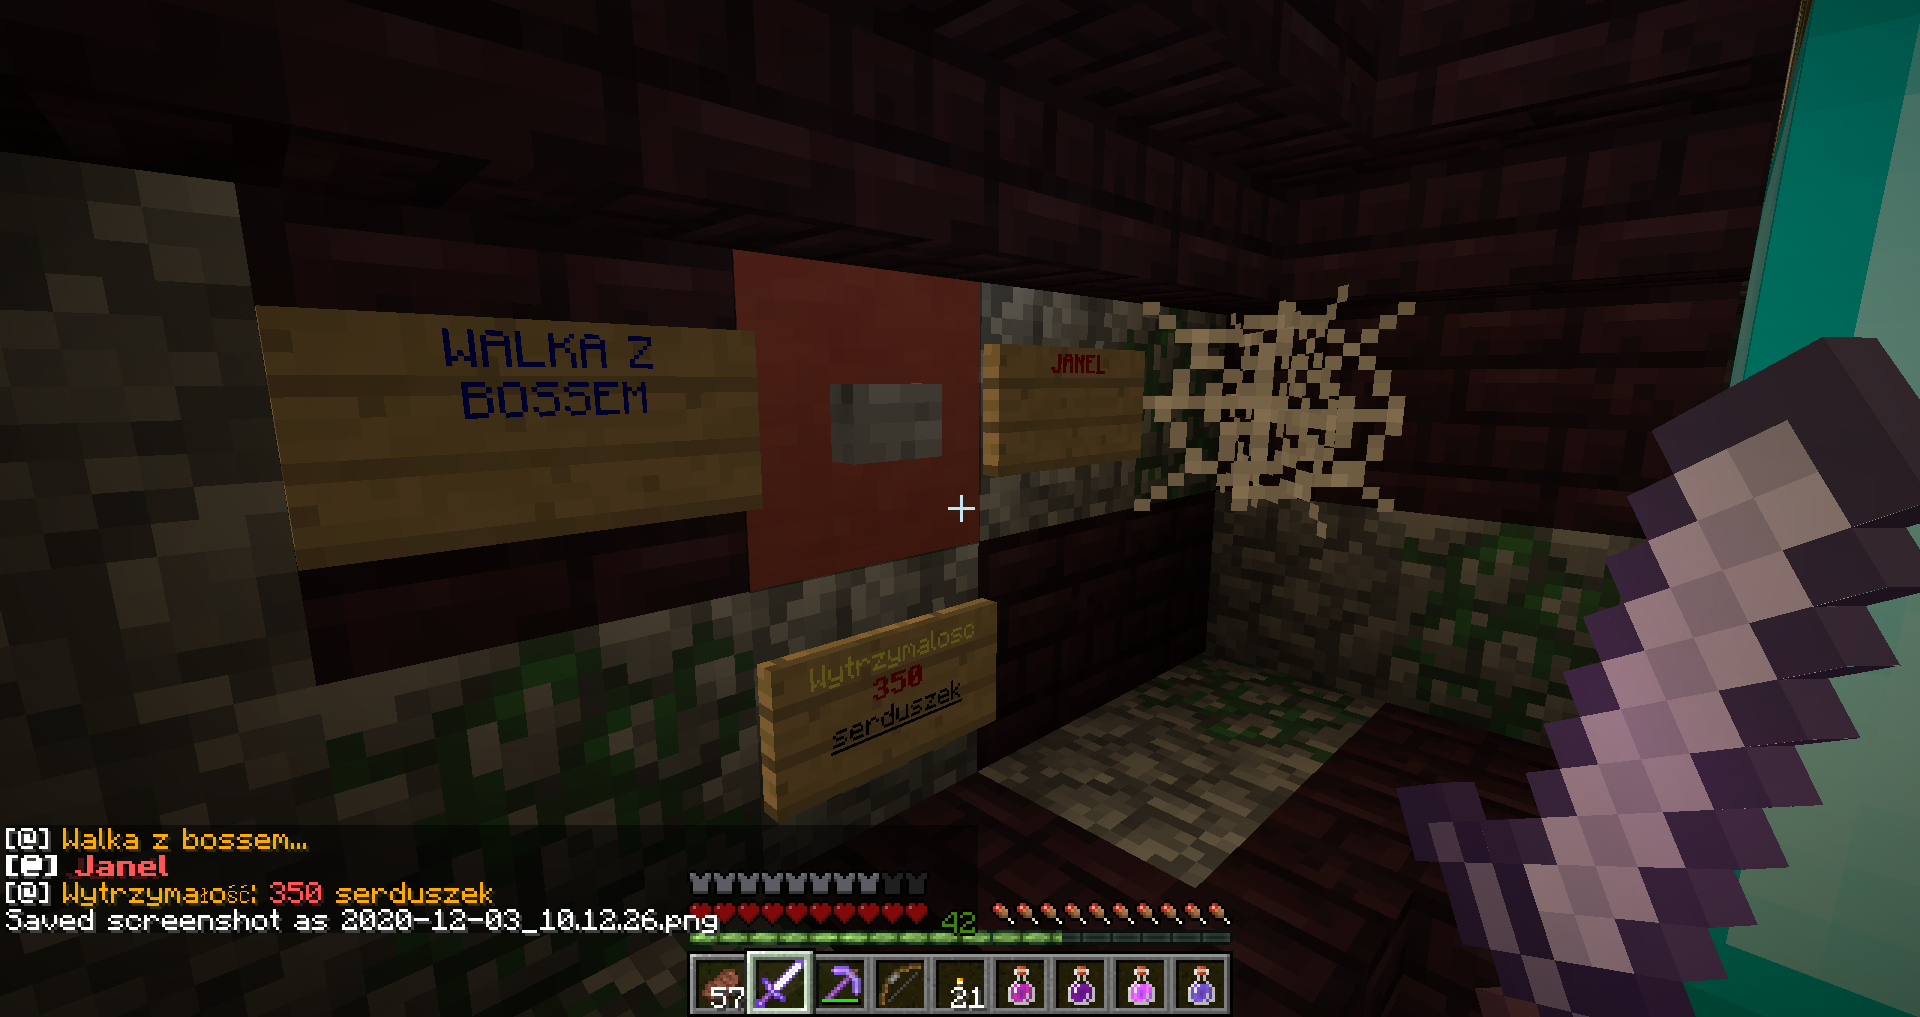 WALKA Z
BOSSEM
JANEL
Wytrzymalosc
350
serduszek
[@] Walka z bossem...
[@] Janel
[@] Wytrzymałość: 350 serduszek
Saved screenshot as 2020-12-03_10.12.26.png
42
57
21